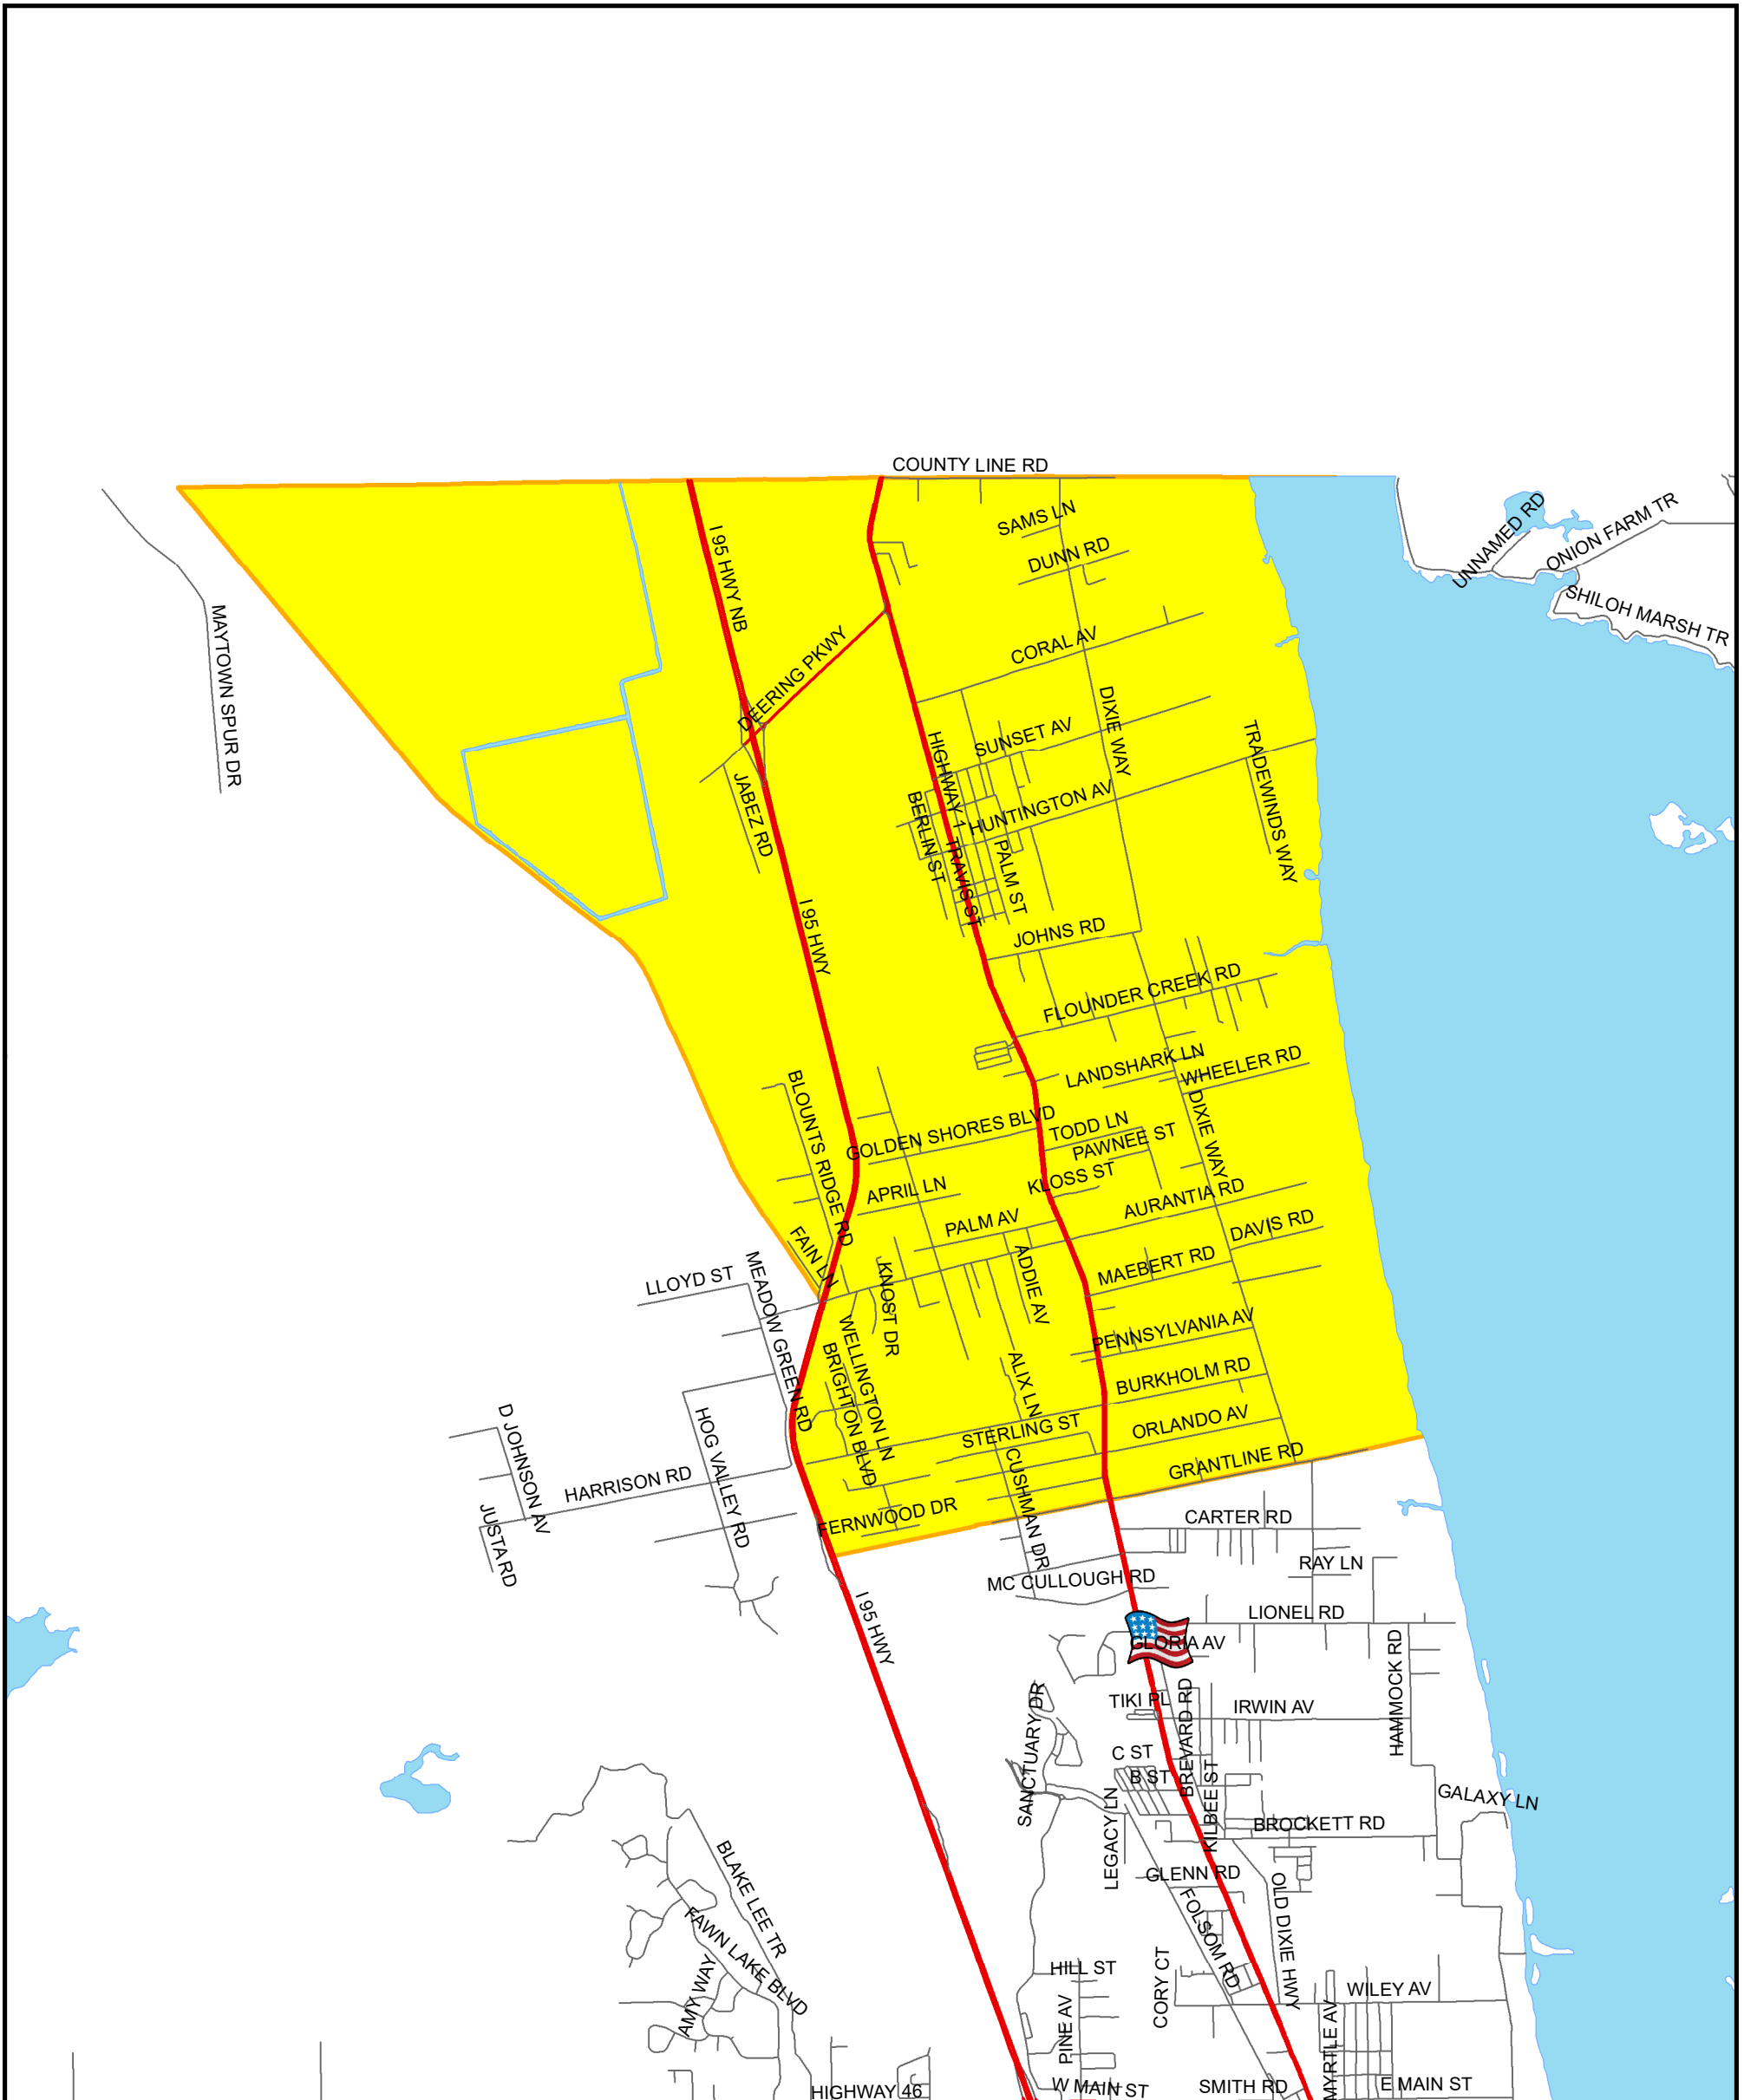 COUNTY LINE RD
SAMS LN
UNNAMED RD
ONION FARM TR
I 95 HWY NB
DUNN RD
SHILOH MARSH TR
MAYTOWN SPUR DR
DEERING PKWY
CORAL AV
DIXIE WAY
SUNSET AV
TRADEWINDS WAY
HIGHWAY 1
JABEZ RD
BERLIN ST
HUNTINGTON AV
TRAVIS ST
PALM ST
I 95 HWY
JOHNS RD
FLOUNDER CREEK RD
LANDSHARK LN
WHEELER RD
BLOUNTS RIDGE RD
GOLDEN SHORES BLVD
TODD LN
DIXIE WAY
PAWNEE ST
APRIL LN
KLOSS ST
AURANTIA RD
PALM AV
DAVIS RD
FAIN LN
ADDIE AV
MAEBERT RD
LLOYD ST
MEADOW GREEN RD
KNOST DR
WELLINGTON LN
PENNSYLVANIA AV
BRIGHTON BLVD
ALIX LN
BURKHOLM RD
D JOHNSON AV
HOG VALLEY RD
STERLING ST
ORLANDO AV
CUSHMAN DR
GRANTLINE RD
HARRISON RD
JUSTA RD
FERNWOOD DR
CARTER RD
MC CULLOUGH RD
RAY LN
I 95 HWY
LIONEL RD
GLORIA AV
HAMMOCK RD
SANCTUARY DR
TIKI PL
BREVARD RD
IRWIN AV
C ST
B ST
KILBEE ST
LEGACY LN
GALAXY LN
BROCKETT RD
BLAKE LEE TR
GLENN RD
FOLSOM RD
OLD DIXIE HWY
FAWN LAKE BLVD
AMY WAY
HILL ST
CORY CT
WILEY AV
PINE AV
MYRTLE AV
HIGHWAY 46
W MAIN ST
SMITH RD
E MAIN ST